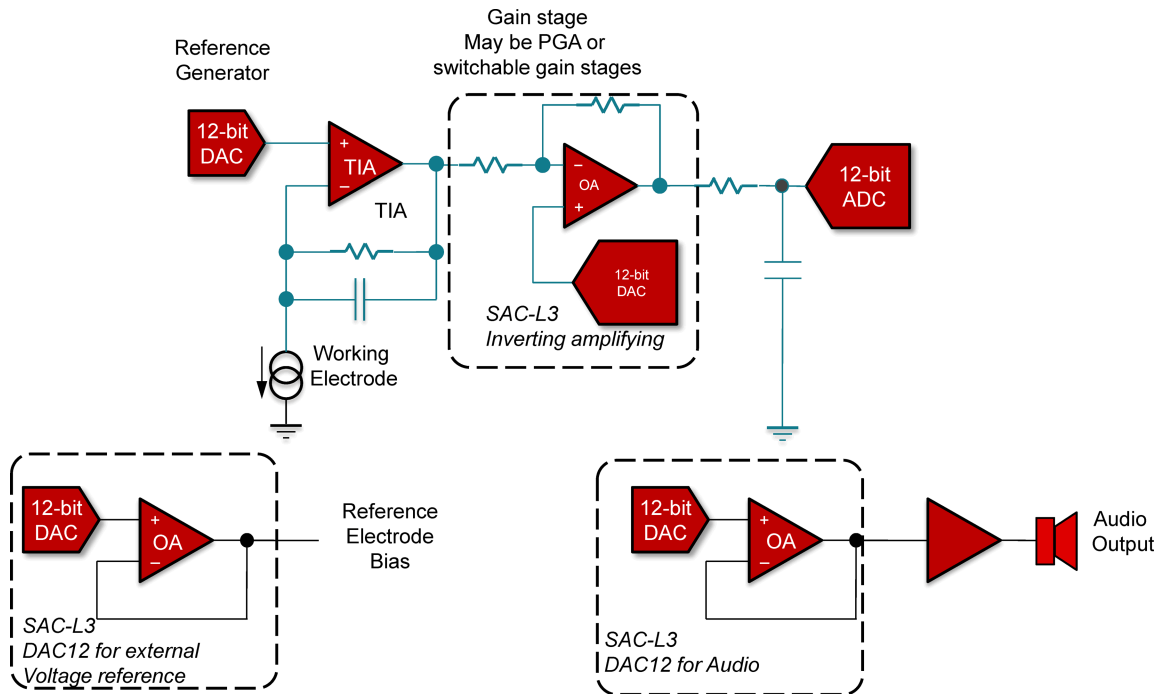 Gain stage
May be PGA or
switchable gain stages
Reference
Generator
12-bit
DAC
+
TIA
−
TIA
−
OA
+
12-bit
DAC
12-bit
ADC
SAC-L3
Inverting amplifying
Working
Electrode
12-bit
DAC
+
OA
−
Reference
Electrode
Bias
SAC-L3
DAC12 for external
Voltage reference
12-bit
DAC
+
OA
−
Audio
Output
SAC-L3
DAC12 for Audio